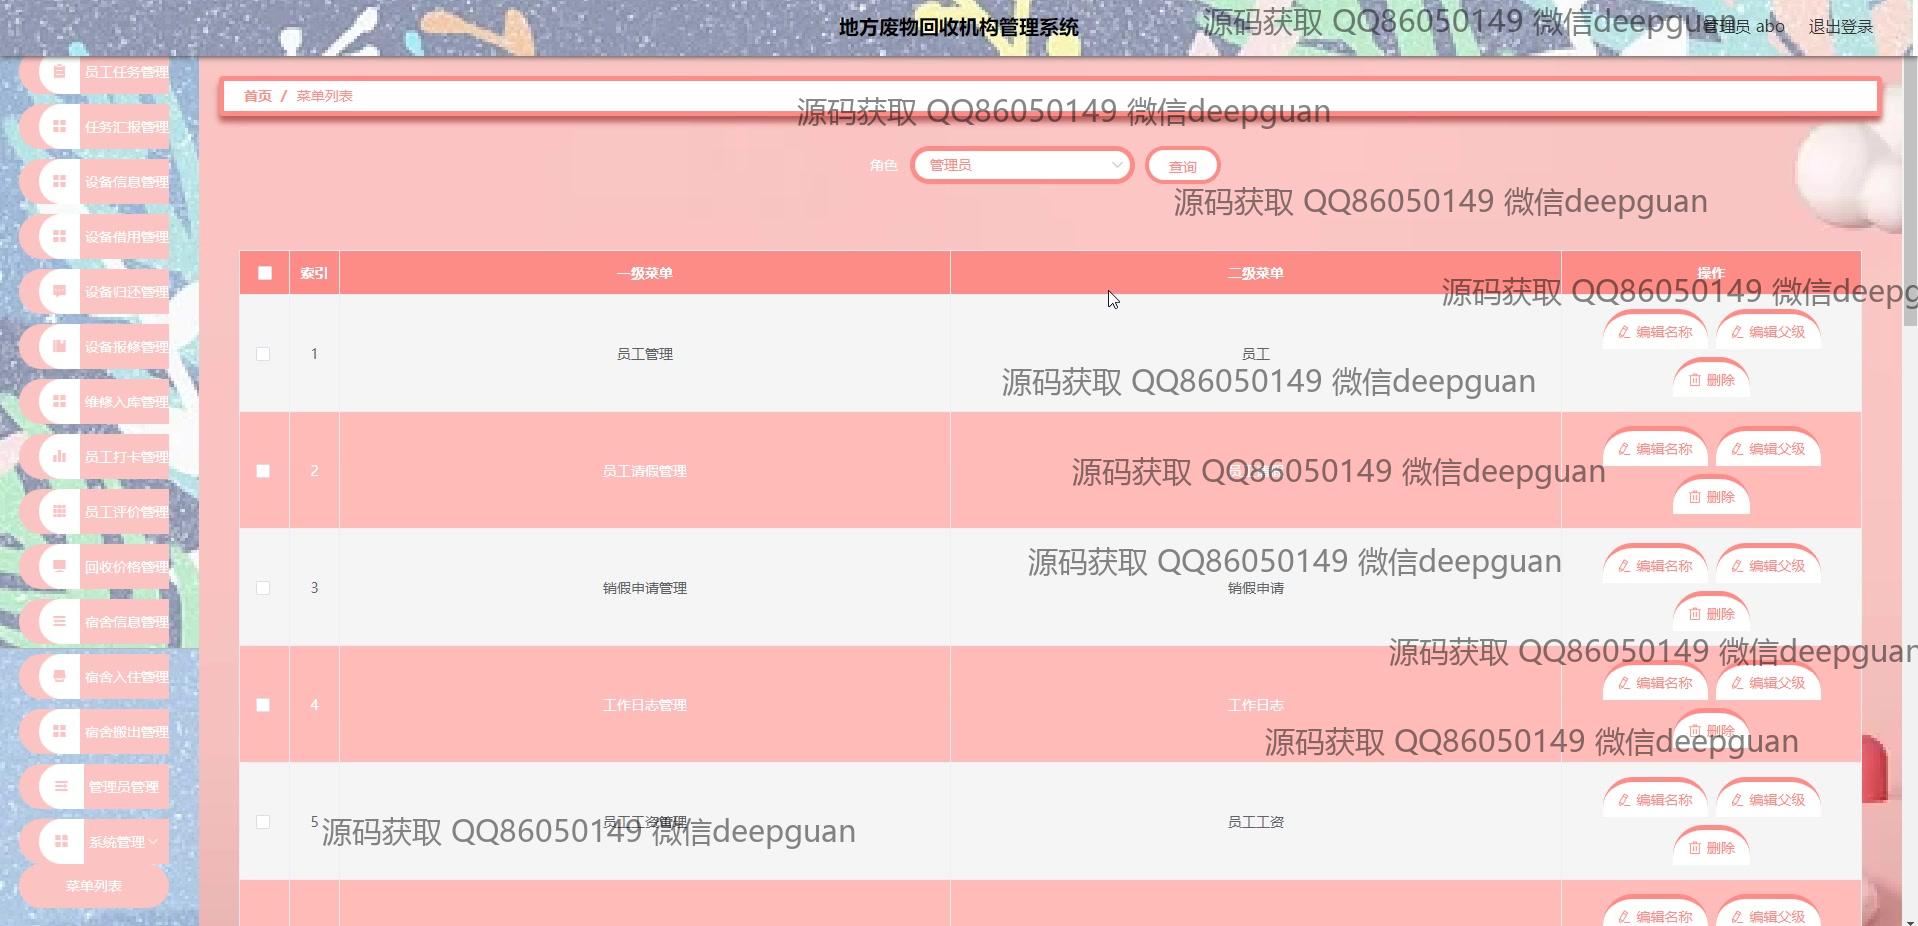 地方废物回收机构管理系统
管理员 abo
退出登录
源码获取 QQ86050149 微信deepguan
员工任务管理
任务汇报管理
设备信息管理
设备借用管理
设备归还管理
设备报修管理
维修入库管理
员工打卡管理
员工评价管理
回收价格管理
宿舍信息管理
宿舍入住管理
宿舍搬出管理
管理员管理
系统管理
菜单列表
首页 / 菜单列表
源码获取 QQ86050149 微信deepguan
角色 管理员 查询
源码获取 QQ86050149 微信deepguan
索引 一级菜单 二级菜单 操作
源码获取 QQ86050149 微信deepg
1 员工管理 员工 编辑名称 编辑父级
删除
源码获取 QQ86050149 微信deepguan
2 员工请假管理 编辑名称 编辑父级
删除
源码获取 QQ86050149 微信deepguan
3 销假申请管理 销假申请 编辑名称 编辑父级
删除
源码获取 QQ86050149 微信deepguan
4 工作日志管理 工作日志 编辑名称 编辑父级
删除
源码获取 QQ86050149 微信deepguan
源码获取 QQ86050149 微信deepguan
5 员工工资管理 员工工资 编辑名称 编辑父级
删除
源码获取 QQ86050149 微信deepguan
编辑名称 编辑父级